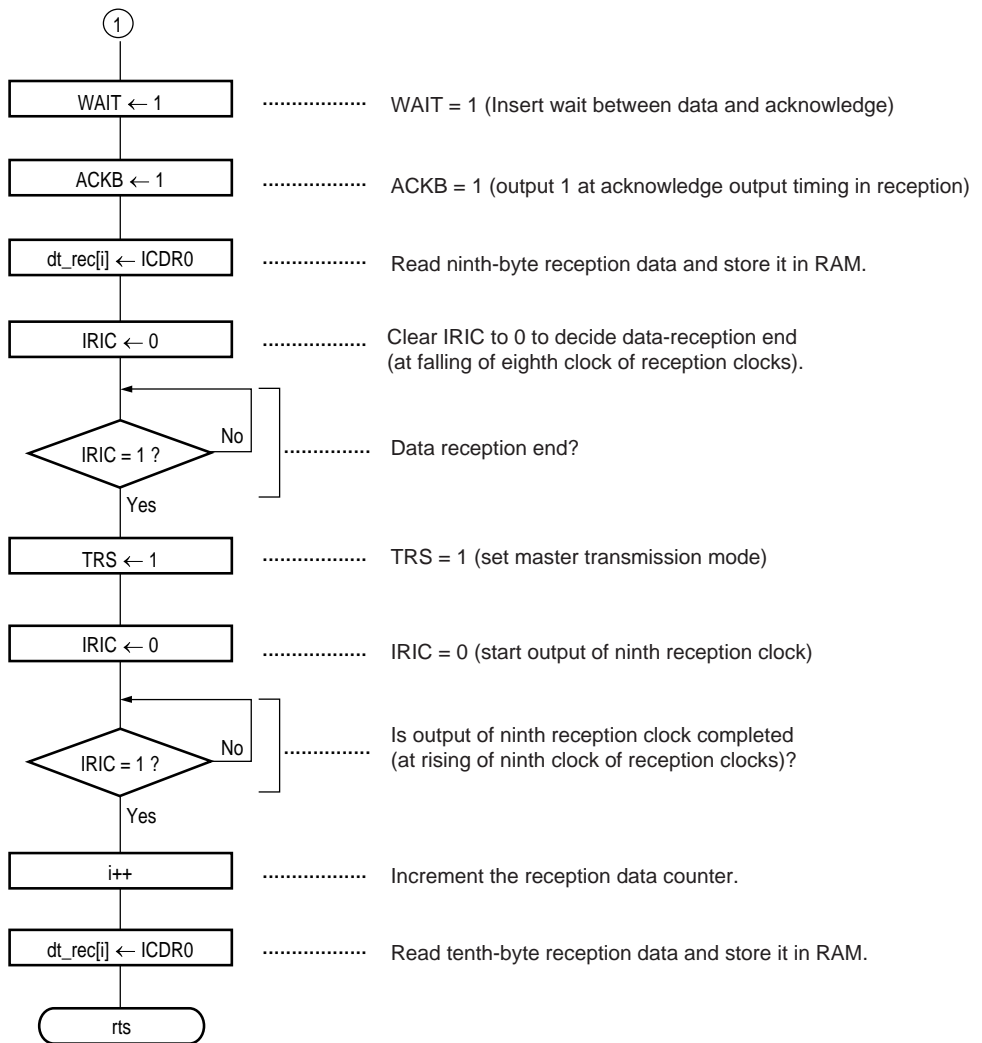 1
WAIT ← 1 .................. WAIT = 1 (Insert wait between data and acknowledge)
ACKB ← 1 .................. ACKB = 1 (output 1 at acknowledge output timing in reception)
dt_rec[i] ← ICDR0 .................. Read ninth-byte reception data and store it in RAM.
IRIC ← 0 .................. Clear IRIC to 0 to decide data-reception end
(at falling of eighth clock of reception clocks).
IRIC = 1 ? No ............... Data reception end?
Yes
TRS ← 1 .................. TRS = 1 (set master transmission mode)
IRIC ← 0 .................. IRIC = 0 (start output of ninth reception clock)
Is output of ninth reception clock completed
IRIC = 1 ? No ............... (at rising of ninth clock of reception clocks)?
Yes
i++ .................. Increment the reception data counter.
dt_rec[i] ← ICDR0 .................. Read tenth-byte reception data and store it in RAM.
rts